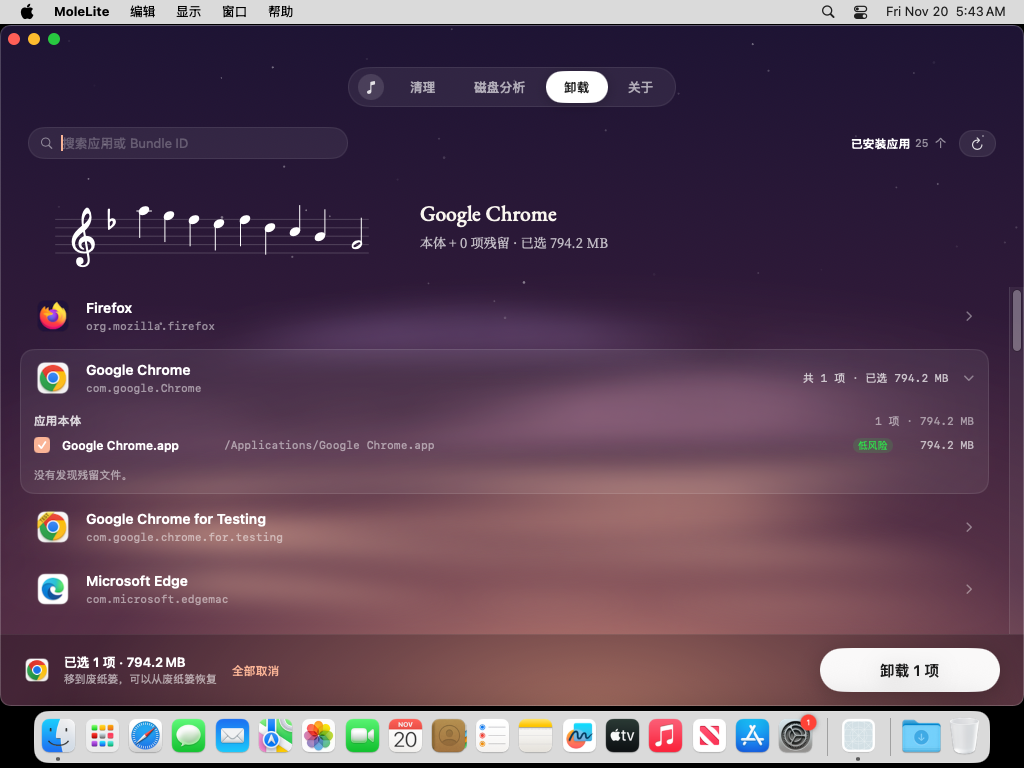 MoleLite 编辑 显示 窗口 帮助 Fri Nov 20 5:43 AM
清理 磁盘分析 卸载 关于
搜索应用或 Bundle ID
已安装应用 25 个
Google Chrome
本体 + 0 项残留 · 已选 794.2 MB
Firefox
org.mozilla.firefox
Google Chrome
com.google.Chrome
共 1 项 · 已选 794.2 MB
应用本体
1 项 · 794.2 MB
Google Chrome.app /Applications/Google Chrome.app 低风险 794.2 MB
没有发现残留文件。
Google Chrome for Testing
com.google.chrome.for.testing
Microsoft Edge
com.microsoft.edgemac
已选 1 项 · 794.2 MB
移到废纸篓，可以从废纸篓恢复
全部取消
卸载 1 项
NOV
20
tv
1